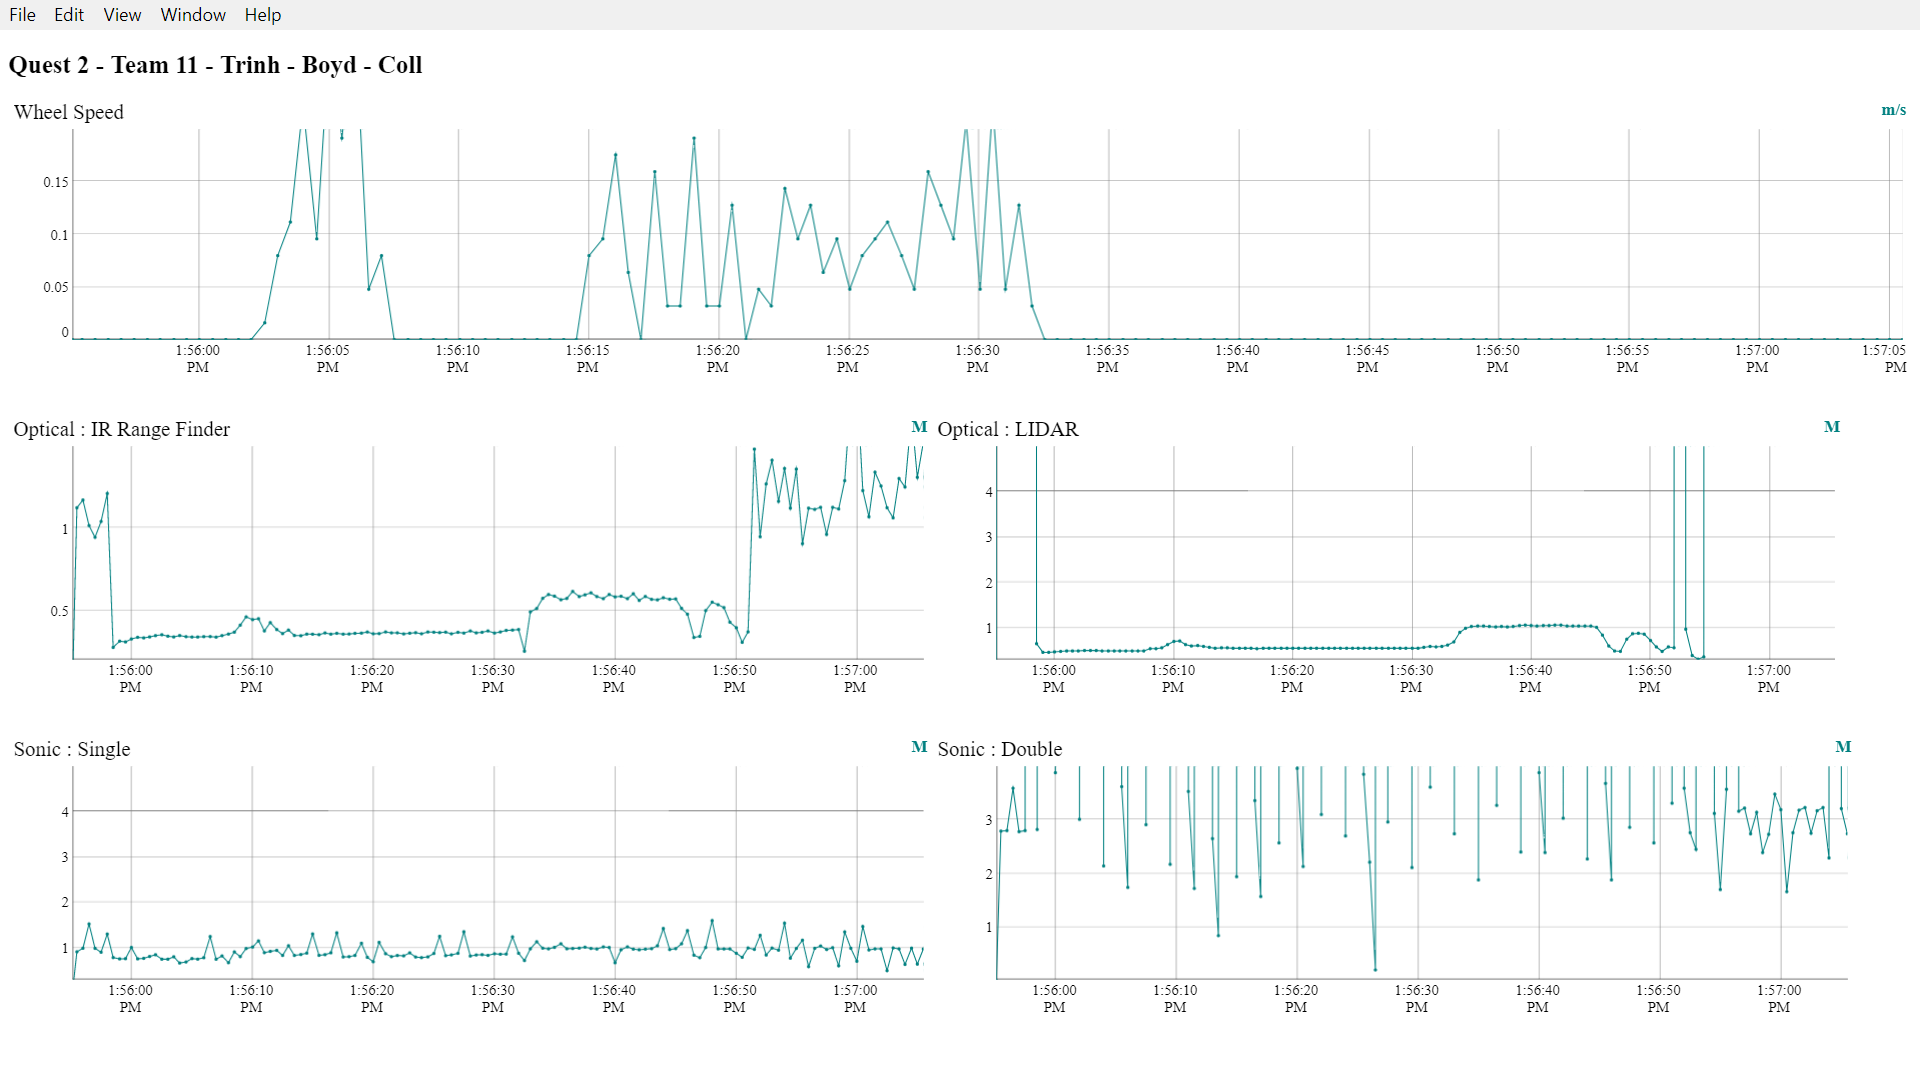 File Edit View Window Help
Quest 2 - Team 11 - Trinh - Boyd - Coll
Wheel Speed
m/s
0.15
0.1
0.05
0
1:56:00 PM
1:56:05 PM
1:56:10 PM
1:56:15 PM
1:56:20 PM
1:56:25 PM
1:56:30 PM
1:56:35 PM
1:56:40 PM
1:56:45 PM
1:56:50 PM
1:56:55 PM
1:57:00 PM
1:57:05 PM
Optical : IR Range Finder
M
1
0.5
1:56:00 PM
1:56:10 PM
1:56:20 PM
1:56:30 PM
1:56:40 PM
1:56:50 PM
1:57:00 PM
Optical : LIDAR
M
4
3
2
1
1:56:00 PM
1:56:10 PM
1:56:20 PM
1:56:30 PM
1:56:40 PM
1:56:50 PM
1:57:00 PM
Sonic : Single
M
4
3
2
1
1:56:00 PM
1:56:10 PM
1:56:20 PM
1:56:30 PM
1:56:40 PM
1:56:50 PM
1:57:00 PM
Sonic : Double
M
3
2
1
1:56:00 PM
1:56:10 PM
1:56:20 PM
1:56:30 PM
1:56:40 PM
1:56:50 PM
1:57:00 PM